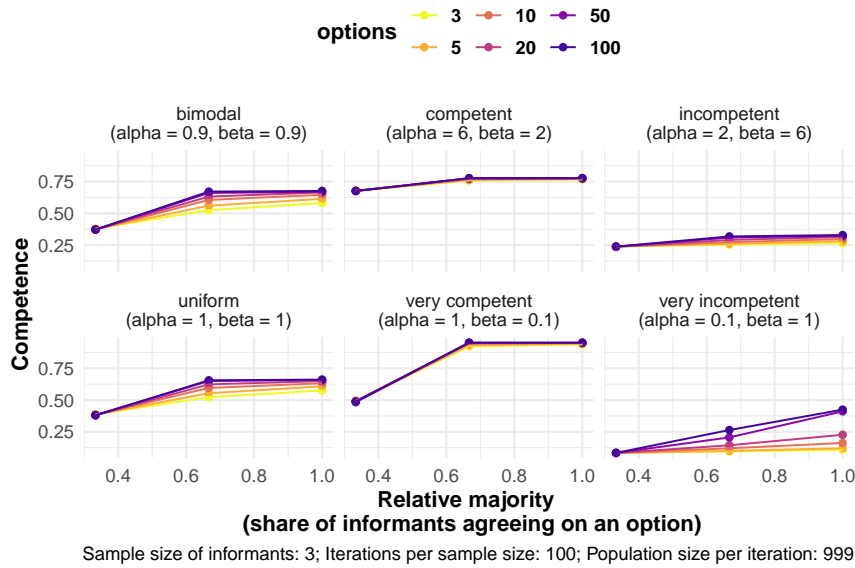 options
3 10 50
5 20 100
bimodal
(alpha = 0.9, beta = 0.9)
competent
(alpha = 6, beta = 2)
incompetent
(alpha = 2, beta = 6)
0.75
0.50
0.25
Competence
uniform
(alpha = 1, beta = 1)
very competent
(alpha = 1, beta = 0.1)
very incompetent
(alpha = 0.1, beta = 1)
0.75
0.50
0.25
0.4 0.6 0.8 1.0 0.4 0.6 0.8 1.0 0.4 0.6 0.8 1.0
Relative majority
(share of informants agreeing on an option)
Sample size of informants: 3; Iterations per sample size: 100; Population size per iteration: 999